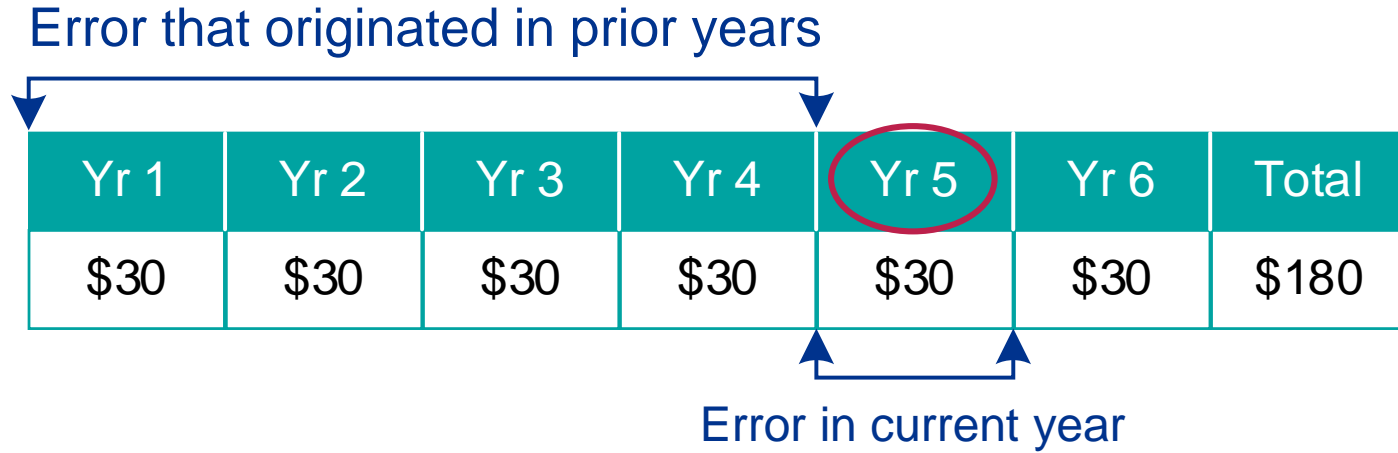 Error that originated in prior years
Yr 1 Yr 2 Yr 3 Yr 4 Yr 5 Yr 6 Total
$30 $30 $30 $30 $30 $30 $180
Error in current year